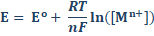 E = E° + RT/nF ln([Mⁿ⁺])